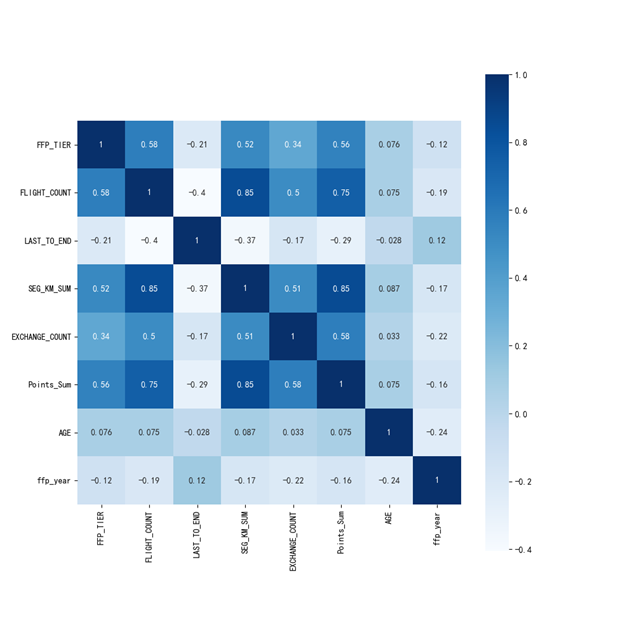 1.0
FFP_TIER 1 0.58 -0.21 0.52 0.34 0.56 0.076 -0.12
FLIGHT_COUNT 0.58 1 -0.4 0.85 0.5 0.75 0.075 -0.19
0.8
LAST_TO_END -0.21 -0.4 1 -0.37 -0.17 -0.29 -0.028 0.12
0.6
SEG_KM_SUM 0.52 0.85 -0.37 1 0.51 0.85 0.087 -0.17
0.4
EXCHANGE_COUNT 0.34 0.5 -0.17 0.51 1 0.58 0.033 -0.22
0.2
Points_Sum 0.56 0.75 -0.29 0.85 0.58 1 0.075 -0.16
0.0
AGE 0.076 0.075 -0.028 0.087 0.033 0.075 1 -0.24
-0.2
ffp_year -0.12 -0.19 0.12 -0.17 -0.22 -0.16 -0.24 1
-0.4
FFP_TIER
FLIGHT_COUNT
LAST_TO_END
SEG_KM_SUM
EXCHANGE_COUNT
Points_Sum
AGE
ffp_year